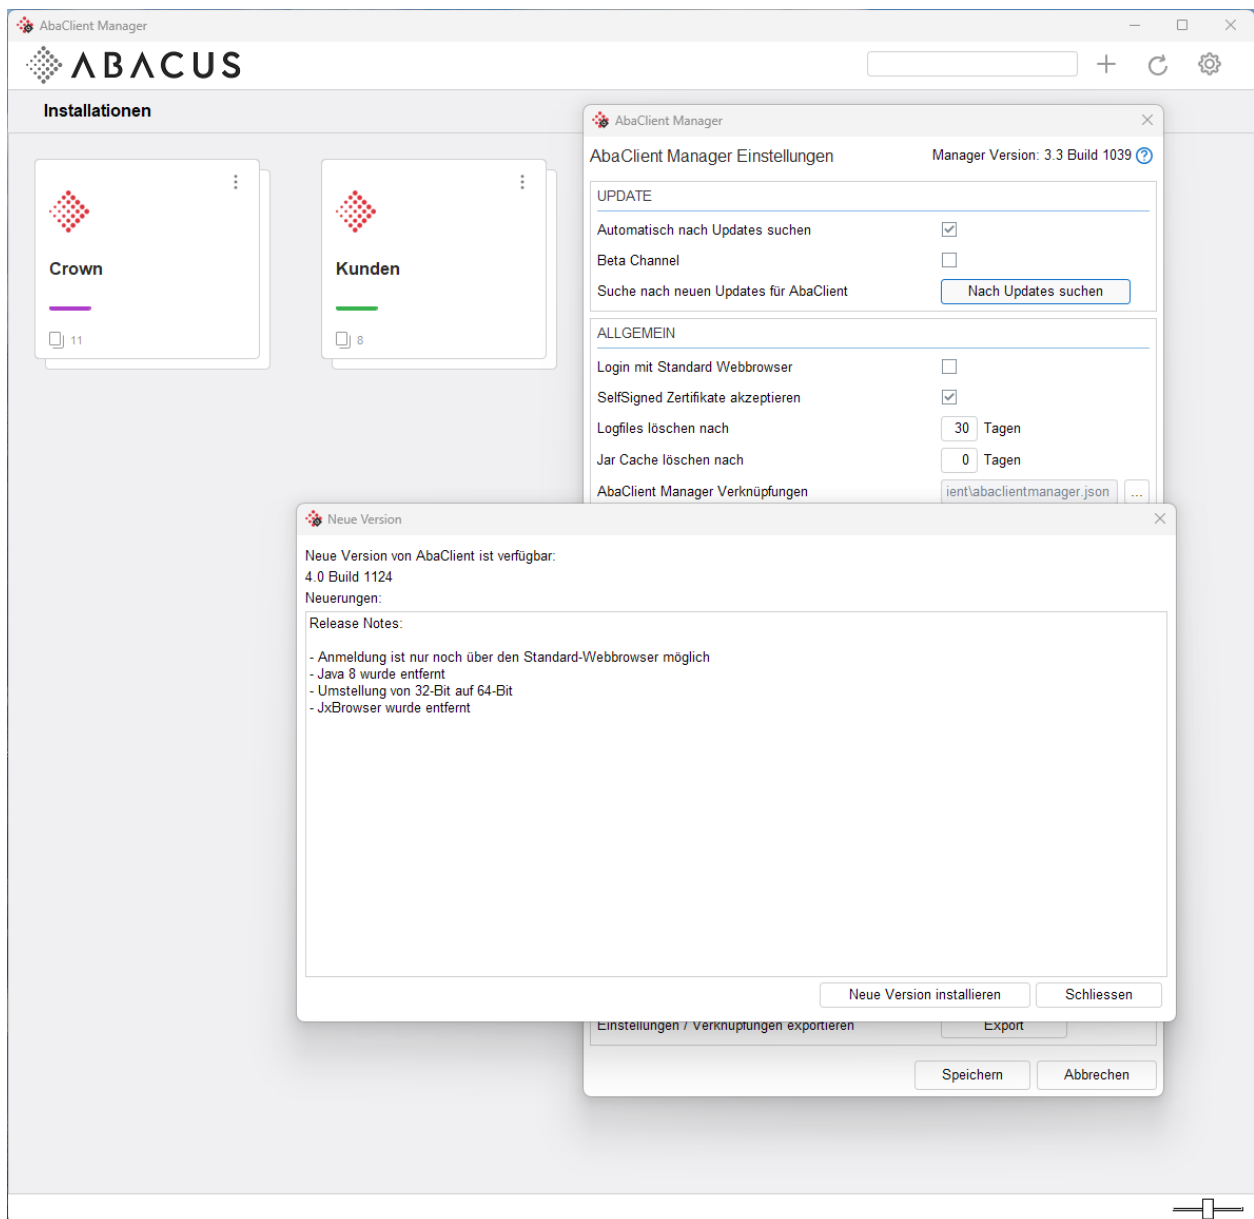 AbaClient Manager
ABACUS
Installationen
Crown
11
Kunden
8
AbaClient Manager
AbaClient Manager Einstellungen
Manager Version: 3.3 Build 1039
UPDATE
Automatisch nach Updates suchen
Beta Channel
Suche nach neuen Updates für AbaClient
Nach Updates suchen
ALLGEMEIN
Login mit Standard Webbrowser
SelfSigned Zertifikate akzeptieren
Logfiles löschen nach 30 Tagen
Jar Cache löschen nach 0 Tagen
AbaClient Manager Verknüpfungen ient\abaclientmanager.json ...
Neue Version
Neue Version von AbaClient ist verfügbar:
4.0 Build 1124
Neuerungen:
Release Notes:
- Anmeldung ist nur noch über den Standard-Webbrowser möglich
- Java 8 wurde entfernt
- Umstellung von 32-Bit auf 64-Bit
- JxBrowser wurde entfernt
Neue Version installieren
Schliessen
Einstellungen / Verknüpfungen exportieren
Export
Speichern
Abbrechen